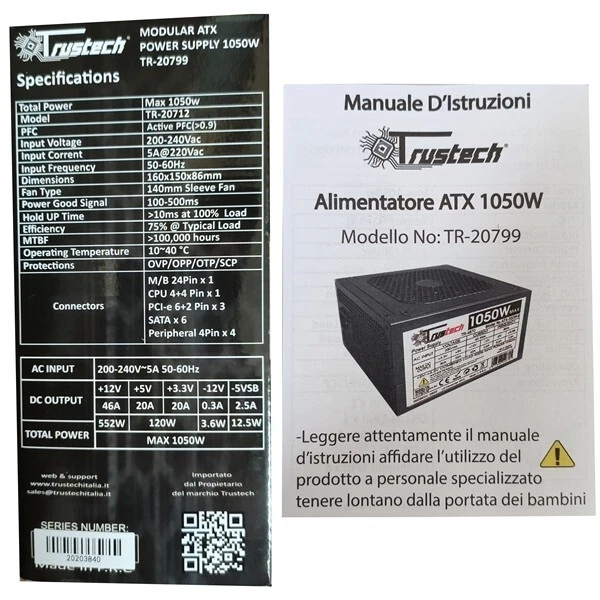 Trustech
MODULAR ATX
POWER SUPPLY 1050W
TR-20799
Specifications
Total Power Max 1050w
Model TR-20712
PFC Active PFC(>0.9)
Input Voltage 200-240Vac
Input Current 5A@220Vac
Input Frequency 50-60Hz
Dimensions 160x150x86mm
Fan Type 140mm Sleeve Fan
Power Good Signal 100-500ms
Hold UP Time >10ms at 100% Load
Efficiency 75% @ Typical Load
MTBF >100,000 hours
Operating Temperature 10~40 °C
Protections OVP/OPP/OTP/SCP
Connectors
M/B 24Pin x 1
CPU 4+4 Pin x 1
PCI-e 6+2 Pin x 3
SATA x 6
Peripheral 4Pin x 4
AC INPUT 200-240V~5A 50-60Hz
DC OUTPUT +12V +5V +3.3V -12V -5VSB
46A 20A 20A 0.3A 2.5A
TOTAL POWER 552W 120W 3.6W 12.5W
MAX 1050W
web & support
www.trustechitalia.it
sales@trustechitalia.it
Importato
dal Proprietario
del marchio Trustech
SERIES NUMBER:
20203840
Made in P.R.C
Manuale D'Istruzioni
Trustech
Alimentatore ATX 1050W
Modello No: TR-20799
Trustech
1050W MAX
Power Supply
AC INPUT
-Leggere attentamente il manuale
d'istruzioni affidare l'utilizzo del
prodotto a personale specializzato
tenere lontano dalla portata dei bambini